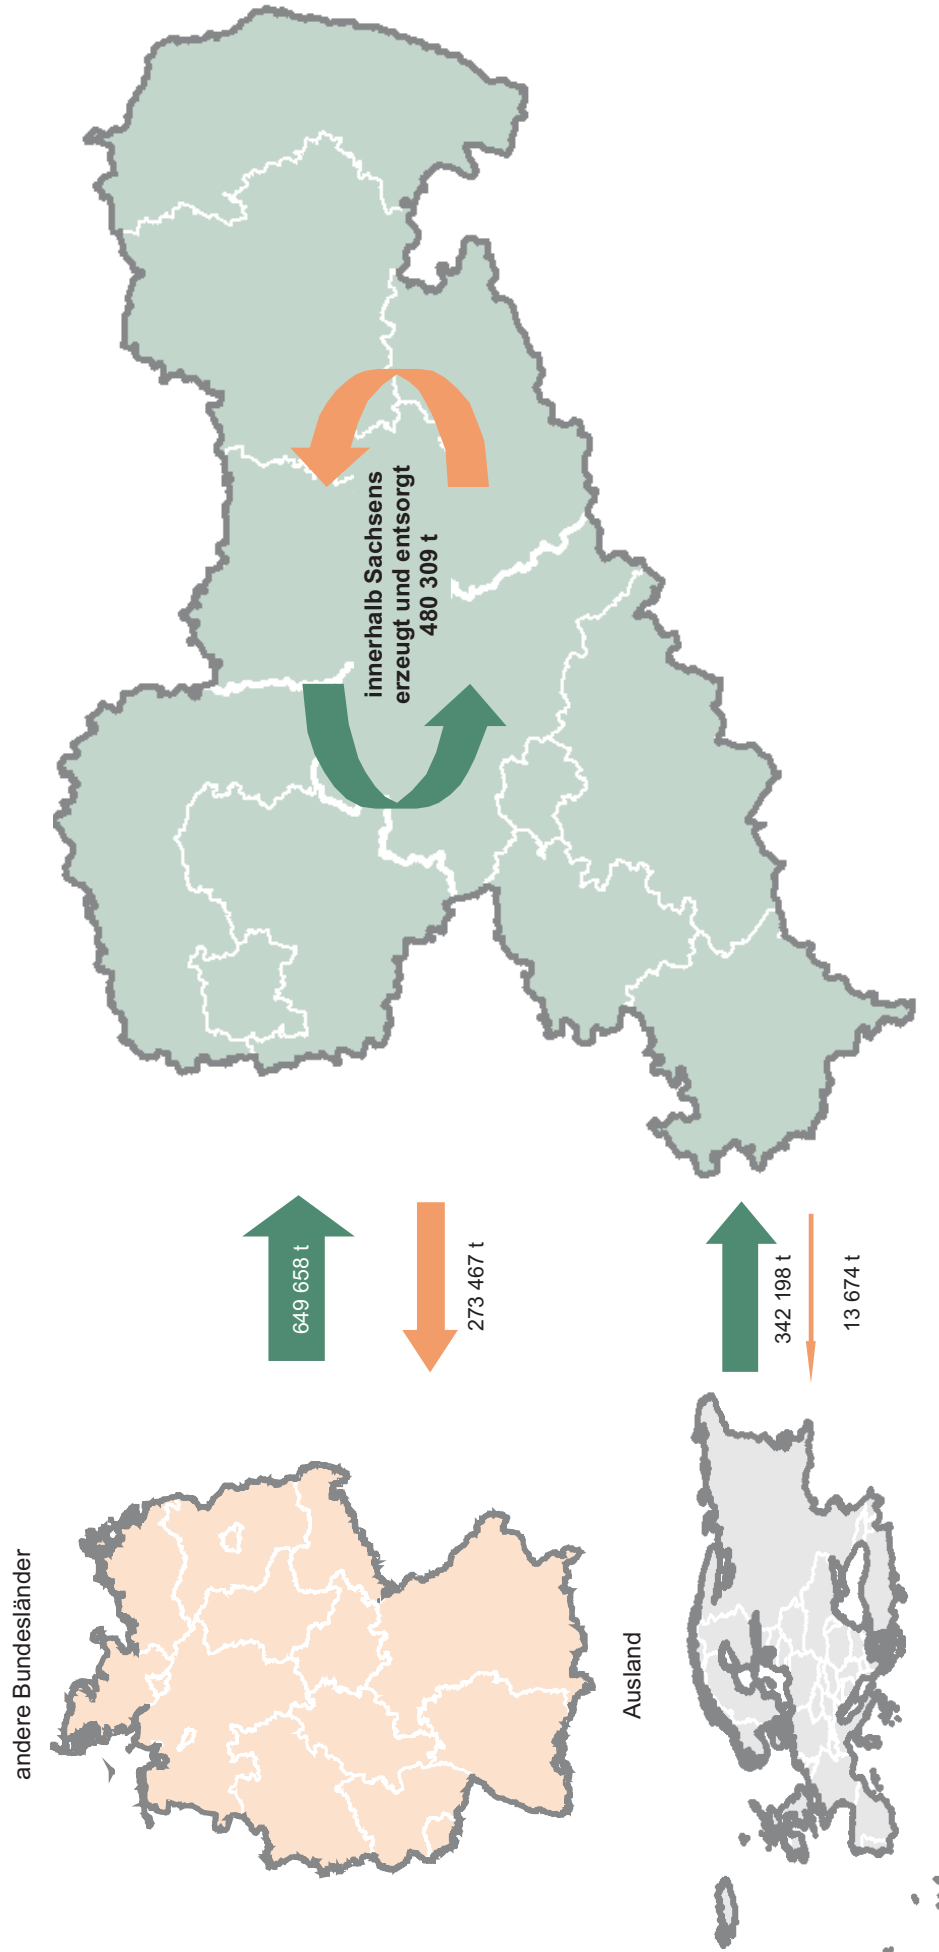 andere Bundesländer
649 658 t
273 467 t
innerhalb Sachsens
erzeugt und entsorgt
480 309 t
Ausland
342 198 t
13 674 t